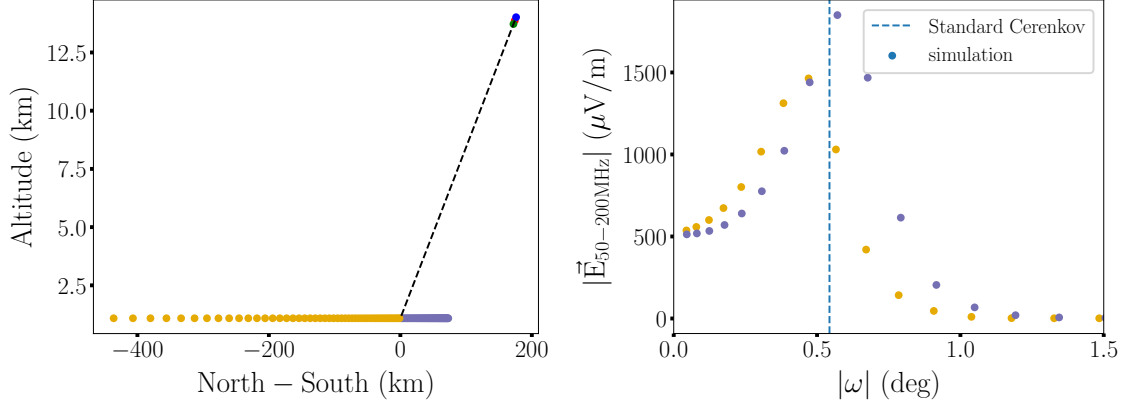 12.5
10.0
7.5
5.0
2.5
−400
−200
0
200
Altitude (km)
North − South (km)
Standard Cerenkov
simulation
1500
1000
500
0
0.0
0.5
1.0
1.5
|E⃗50−200MHz| (μV/m)
|ω| (deg)